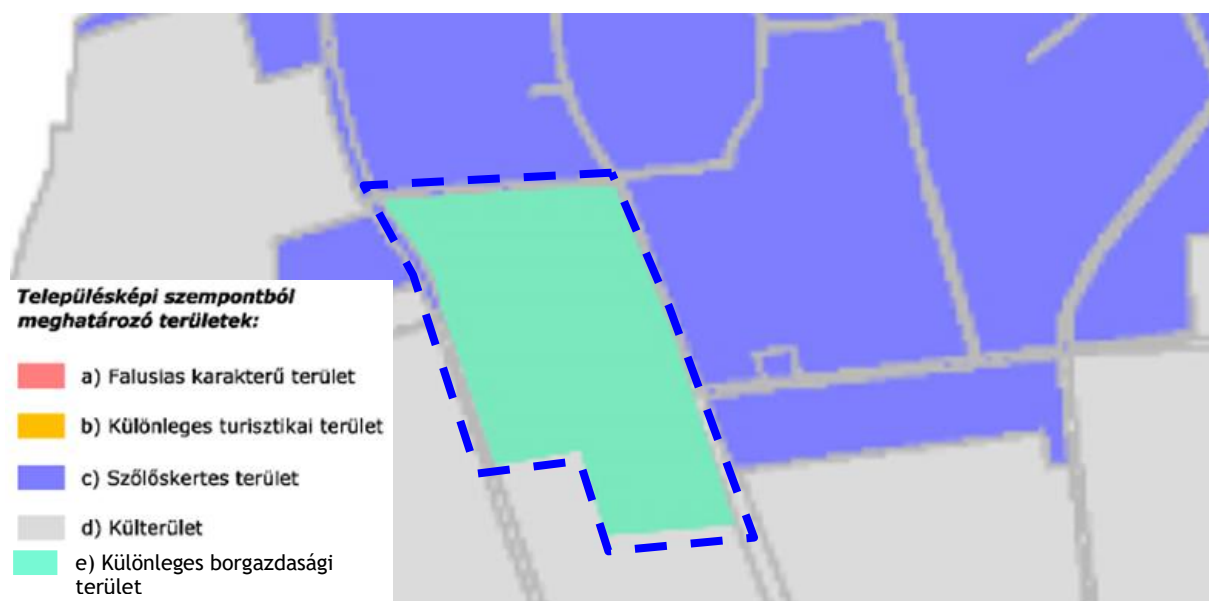 Településképi szempontból
meghatározó területek:
a) Falusias karakterű terület
b) Különleges turisztikai terület
c) Szőlőskertes terület
d) Külterület
e) Különleges borgazdasági
terület